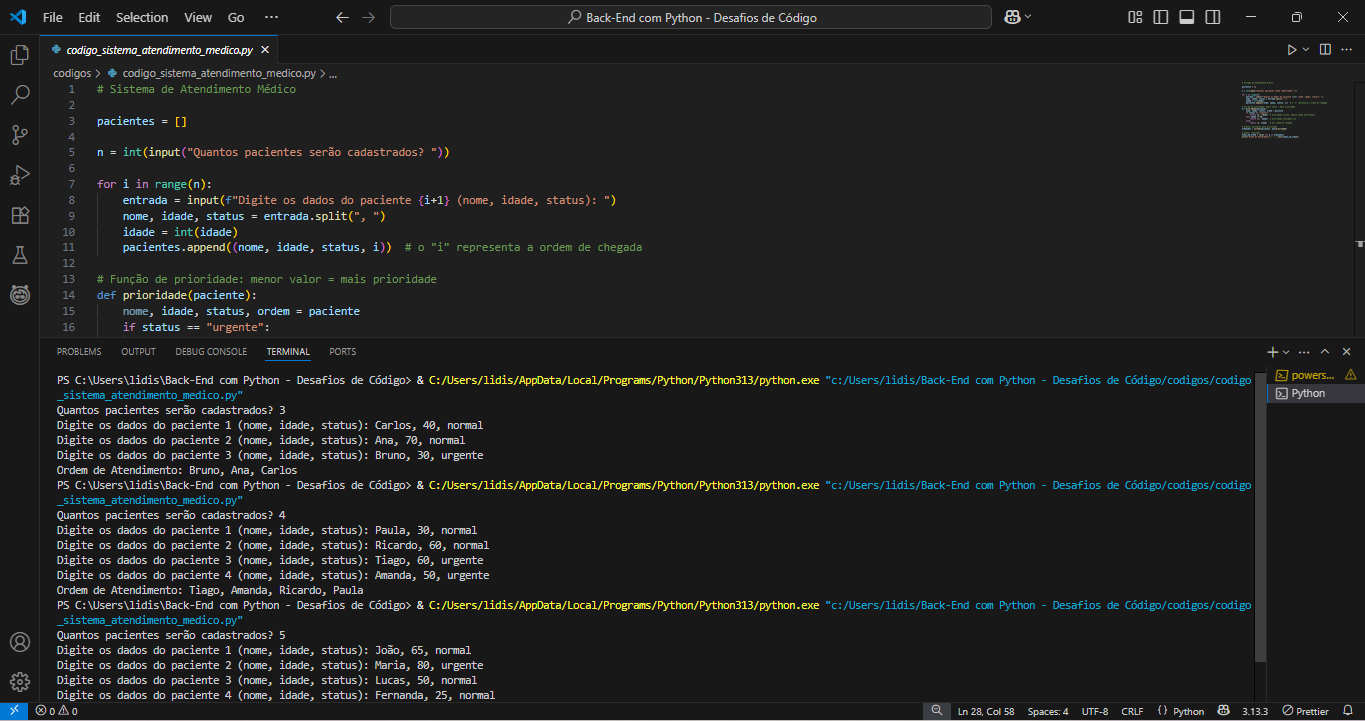 File Edit Selection View Go ··· Back-End com Python - Desafios de Código
codigo_sistema_atendimento_medico.py
codigos > codigo_sistema_atendimento_medico.py > ...
1 # Sistema de Atendimento Médico
2
3 pacientes = []
4
5 n = int(input("Quantos pacientes serão cadastrados? "))
6
7 for i in range(n):
8 entrada = input(f"Digite os dados do paciente {i+1} (nome, idade, status): ")
9 nome, idade, status = entrada.split(", ")
10 idade = int(idade)
11 pacientes.append((nome, idade, status, i)) # o "i" representa a ordem de chegada
12
13 # Função de prioridade: menor valor = mais prioridade
14 def prioridade(paciente):
15 nome, idade, status, ordem = paciente
16 if status == "urgente":
PROBLEMS OUTPUT DEBUG CONSOLE TERMINAL PORTS
PS C:\Users\lidis\Back-End com Python - Desafios de Código> & C:/Users/lidis/AppData/Local/Programs/Python/Python313/python.exe "c:/Users/lidis/Back-End com Python - Desafios de Código/codigos/codigo
_sistema_atendimento_medico.py"
Quantos pacientes serão cadastrados? 3
Digite os dados do paciente 1 (nome, idade, status): Carlos, 40, normal
Digite os dados do paciente 2 (nome, idade, status): Ana, 70, normal
Digite os dados do paciente 3 (nome, idade, status): Bruno, 30, urgente
Ordem de Atendimento: Bruno, Ana, Carlos
PS C:\Users\lidis\Back-End com Python - Desafios de Código> & C:/Users/lidis/AppData/Local/Programs/Python/Python313/python.exe "c:/Users/lidis/Back-End com Python - Desafios de Código/codigos/codigo
_sistema_atendimento_medico.py"
Quantos pacientes serão cadastrados? 4
Digite os dados do paciente 1 (nome, idade, status): Paula, 30, normal
Digite os dados do paciente 2 (nome, idade, status): Ricardo, 60, normal
Digite os dados do paciente 3 (nome, idade, status): Tiago, 60, urgente
Digite os dados do paciente 4 (nome, idade, status): Amanda, 50, urgente
Ordem de Atendimento: Tiago, Amanda, Ricardo, Paula
PS C:\Users\lidis\Back-End com Python - Desafios de Código> & C:/Users/lidis/AppData/Local/Programs/Python/Python313/python.exe "c:/Users/lidis/Back-End com Python - Desafios de Código/codigos/codigo
_sistema_atendimento_medico.py"
Quantos pacientes serão cadastrados? 5
Digite os dados do paciente 1 (nome, idade, status): João, 65, normal
Digite os dados do paciente 2 (nome, idade, status): Maria, 80, urgente
Digite os dados do paciente 3 (nome, idade, status): Lucas, 50, normal
Digite os dados do paciente 4 (nome, idade, status): Fernanda, 25, normal
powers...
Python
0 0 Ln 28, Col 58 Spaces: 4 UTF-8 CRLF {} Python 3.13.3 Prettier